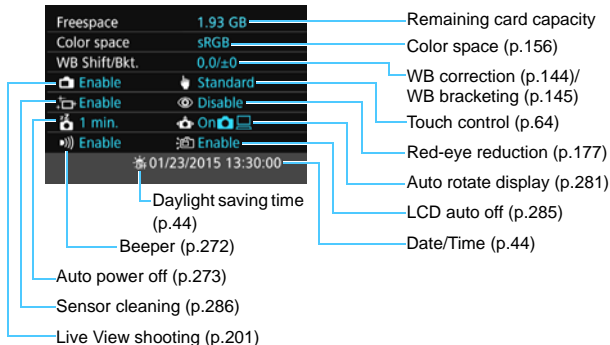 Freespace 1.93 GB
Color space sRGB
WB Shift/Bkt. 0,0/±0
Enable Standard
Enable Disable
1 min. On
Enable Enable
01/23/2015 13:30:00
Remaining card capacity
Color space (p.156)
WB correction (p.144)/
WB bracketing (p.145)
Touch control (p.64)
Red-eye reduction (p.177)
Auto rotate display (p.281)
LCD auto off (p.285)
Date/Time (p.44)
Daylight saving time
(p.44)
Beeper (p.272)
Auto power off (p.273)
Sensor cleaning (p.286)
Live View shooting (p.201)